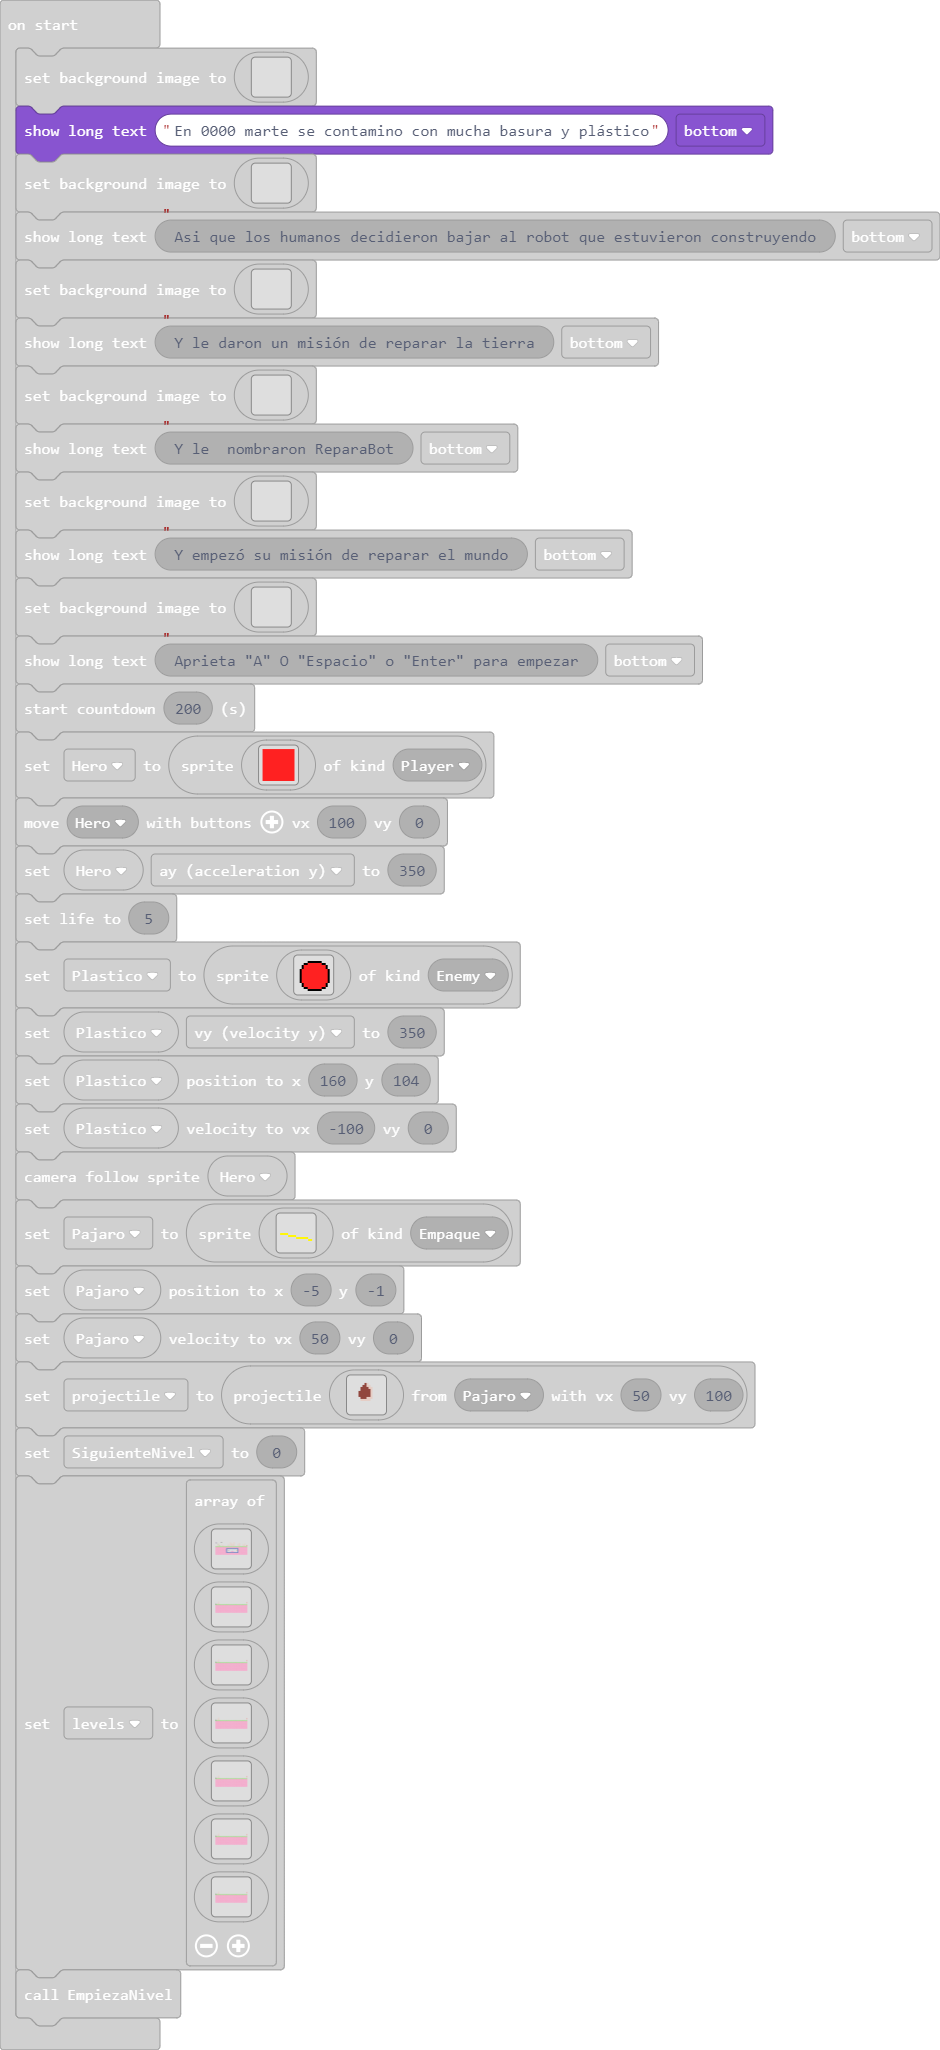 on start
set background image to
show long text "En 0000 marte se contamino con mucha basura y plástico" bottom
set background image to
show long text " Asi que los humanos decidieron bajar al robot que estuvieron construyendo bottom
set background image to
show long text " Y le daron un misión de reparar la tierra bottom
set background image to
show long text " Y le  nombraron ReparaBot bottom
set background image to
show long text " Y empezó su misión de reparar el mundo bottom
set background image to
show long text " Aprieta "A" O "Espacio" o "Enter" para empezar bottom
start countdown 200 (s)
set Hero to sprite of kind Player
move Hero with buttons vx 100 vy 0
set Hero ay (acceleration y) to 350
set life to 5
set Plastico to sprite of kind Enemy
set Plastico vy (velocity y) to 350
set Plastico position to x 160 y 104
set Plastico velocity to vx -100 vy 0
camera follow sprite Hero
set Pajaro to sprite of kind Empaque
set Pajaro position to x -5 y -1
set Pajaro velocity to vx 50 vy 0
set projectile to projectile from Pajaro with vx 50 vy 100
set SiguienteNivel to 0
array of
set levels to
call EmpiezaNivel